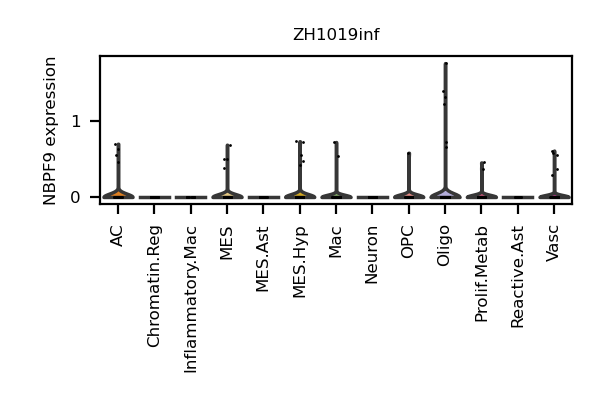 ZH1019inf
NBPF9 expression
1
0
AC
Chromatin.Reg
Inflammatory.Mac
MES
MES.Ast
MES.Hyp
Mac
Neuron
OPC
Oligo
Prolif.Metab
Reactive.Ast
Vasc